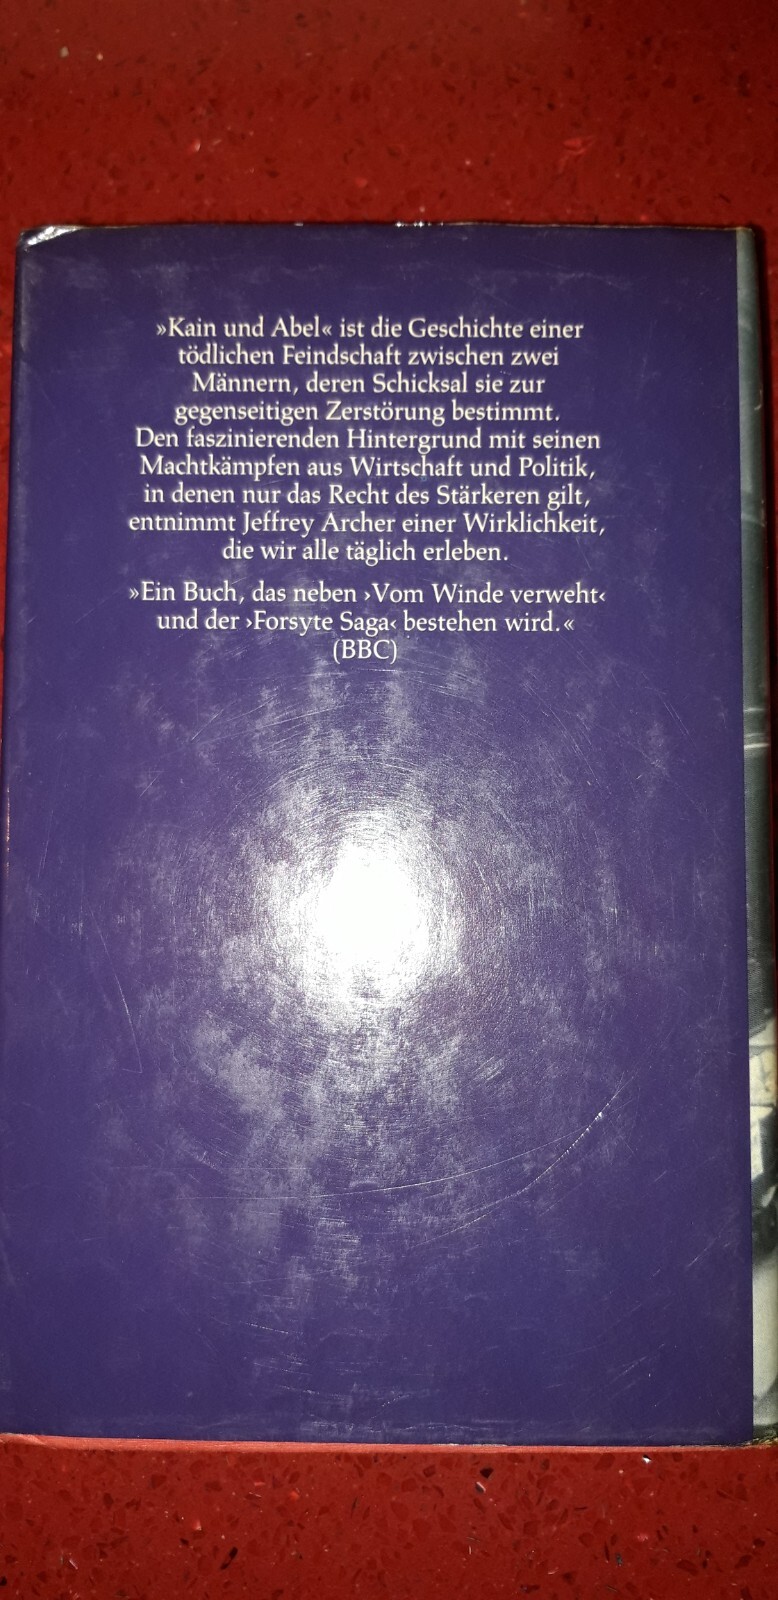 »Kain und Abel« ist die Geschichte einer
tödlichen Feindschaft zwischen zwei
Männern, deren Schicksal sie zur
gegenseitigen Zerstörung bestimmt.
Den faszinierenden Hintergrund mit seinen
Machtkämpfen aus Wirtschaft und Politik,
in denen nur das Recht des Stärkeren gilt,
entnimmt Jeffrey Archer einer Wirklichkeit,
die wir alle täglich erleben.
»Ein Buch, das neben ›Vom Winde verweht‹
und der ›Forsyte Saga‹ bestehen wird.«
(BBC)